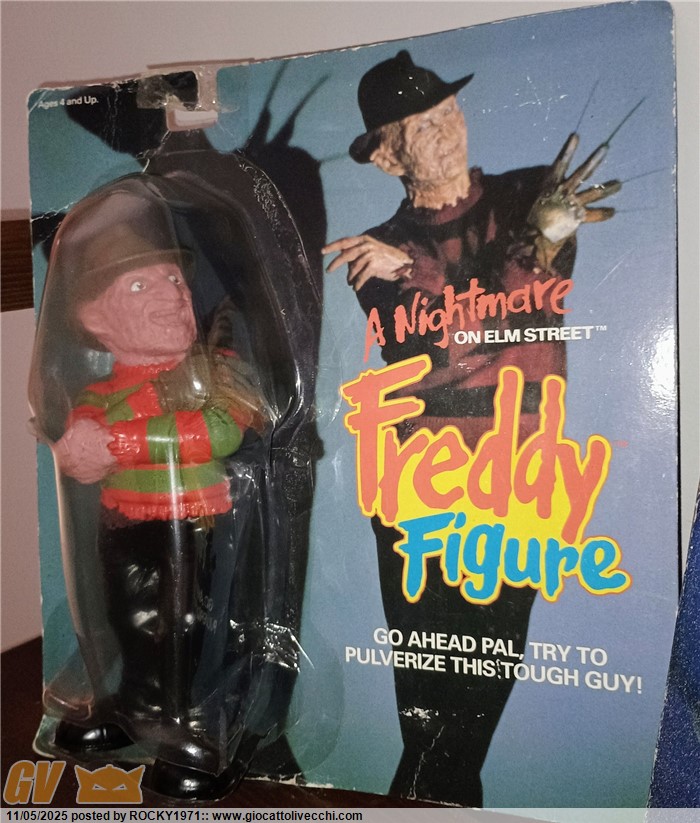 Ages 4 and Up.
A Nightmare
ON ELM STREET™
Freddy
Figure
GO AHEAD PAL, TRY TO
PULVERIZE THIS TOUGH GUY!
GV
11/05/2025 posted by ROCKY1971:: www.giocattolivecchi.com